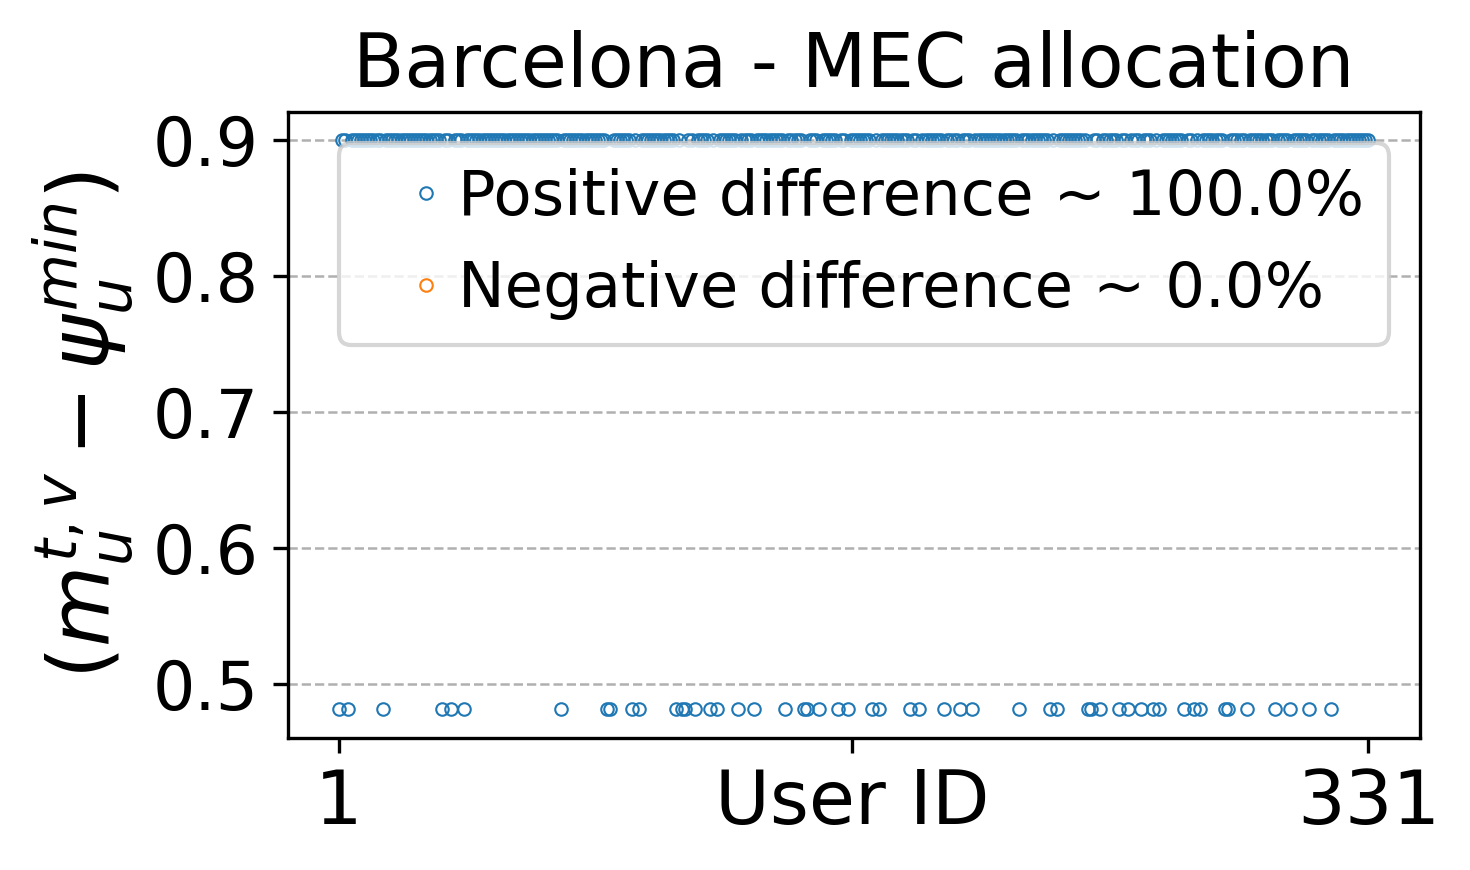 Barcelona - MEC allocation
(m_u^{t,v} − ψ_u^{min})
0.9
0.8
0.7
0.6
0.5
Positive difference ~ 100.0%
Negative difference ~ 0.0%
1
User ID
331